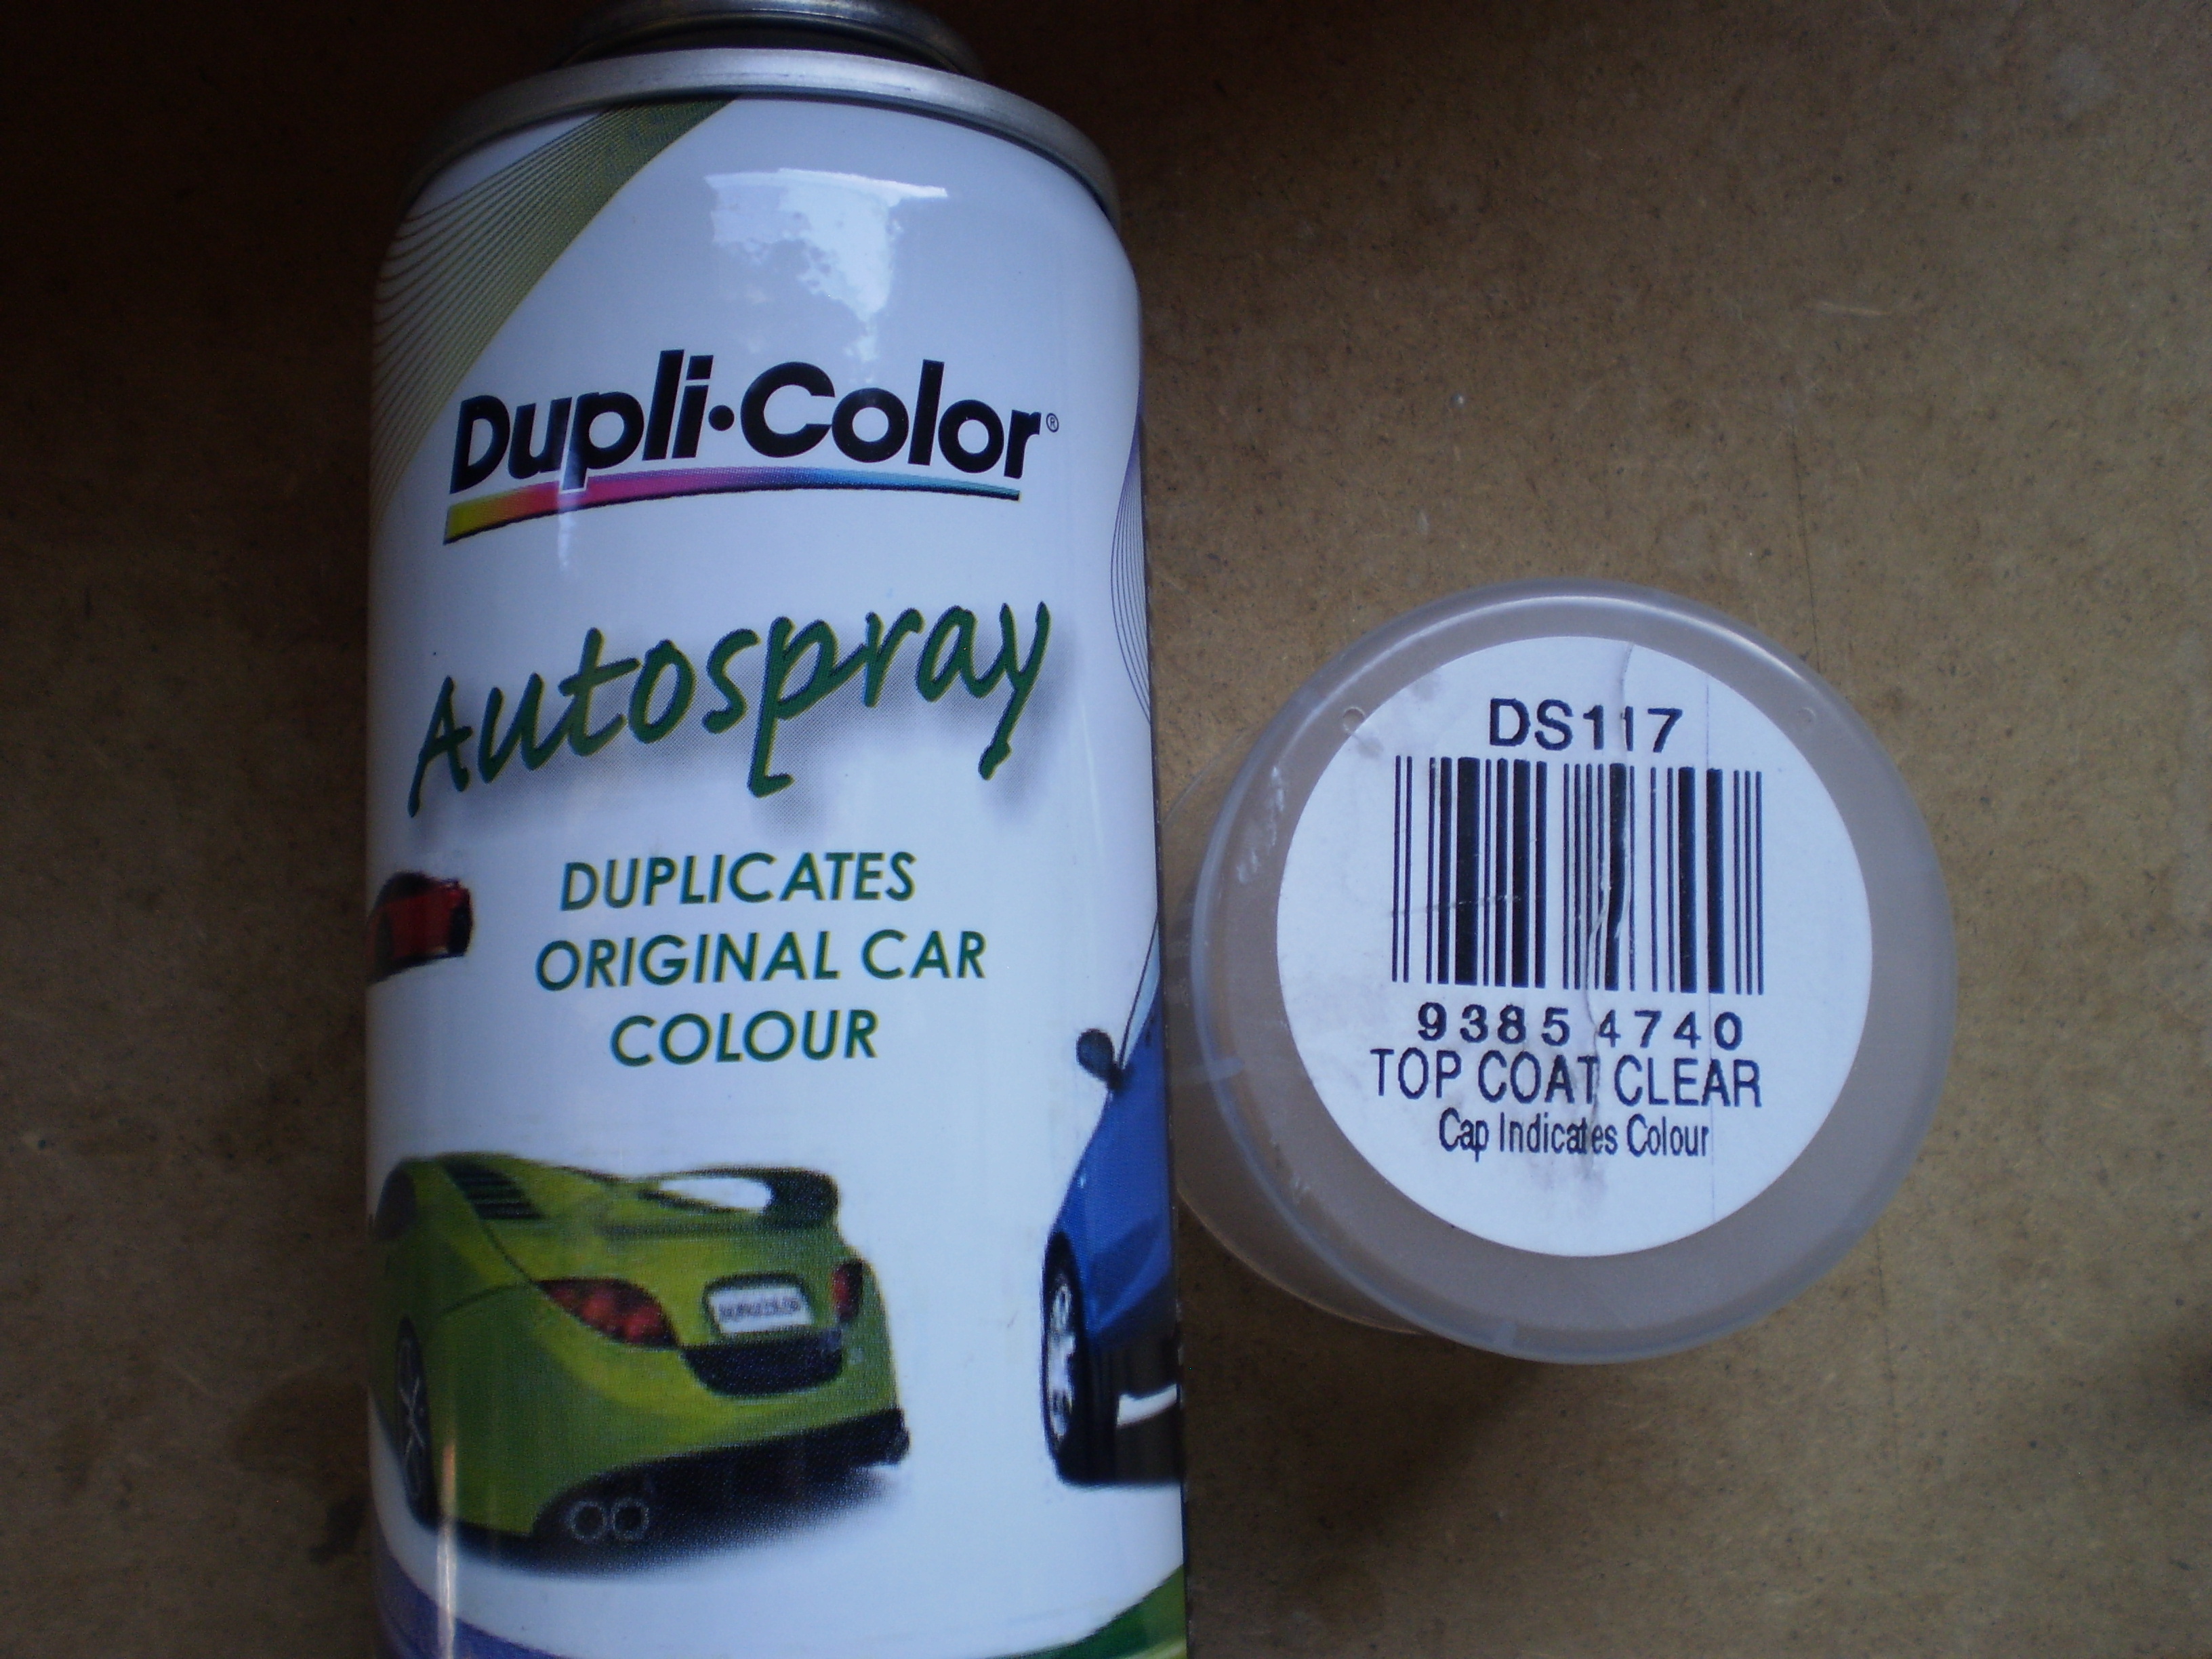 Dupli·Color®
Autospray
DUPLICATES
ORIGINAL CAR
COLOUR
DS117
9385 4740
TOP COAT CLEAR
Cap Indicates Colour